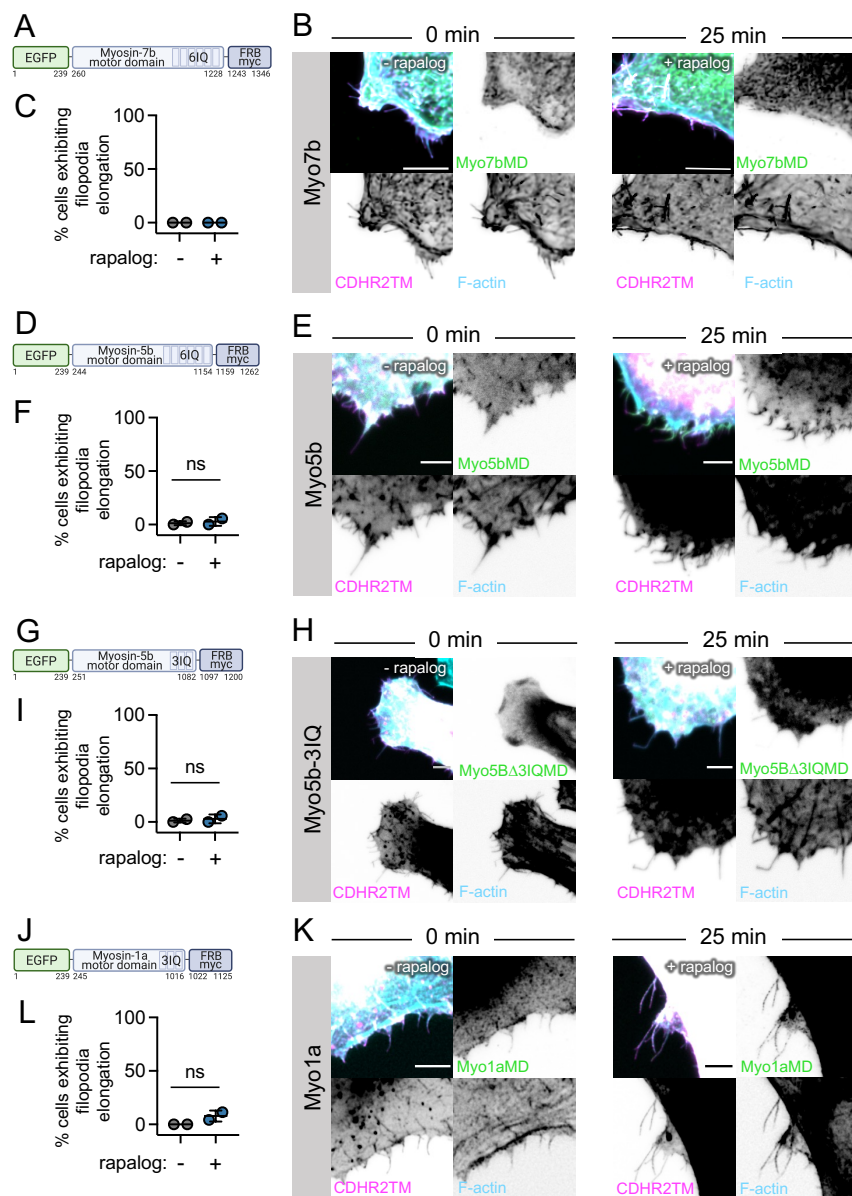 A
EGFP
Myosin-7b
motor domain
6IQ
FRB
myc
1
239
260
1228
1243
1346
B
0 min
25 min
Myo7b
- rapalog
Myo7bMD
CDHR2TM
F-actin
+ rapalog
Myo7bMD
CDHR2TM
F-actin
C
% cells exhibiting
filopodia
elongation
100
50
0
rapalog:
-
+
D
EGFP
Myosin-5b
motor domain
6IQ
FRB
myc
1
239
244
1154
1159
1262
E
0 min
25 min
Myo5b
- rapalog
Myo5bMD
CDHR2TM
F-actin
+ rapalog
Myo5bMD
CDHR2TM
F-actin
F
% cells exhibiting
filopodia
elongation
100
50
0
ns
rapalog:
-
+
G
EGFP
Myosin-5b
motor domain
3IQ
FRB
myc
1
239
251
1082
1097
1200
H
0 min
25 min
Myo5b-3IQ
- rapalog
Myo5BΔ3IQMD
CDHR2TM
F-actin
+ rapalog
Myo5BΔ3IQMD
CDHR2TM
F-actin
I
% cells exhibiting
filopodia
elongation
100
50
0
ns
rapalog:
-
+
J
EGFP
Myosin-1a
motor domain
3IQ
FRB
myc
1
239
245
1016
1022
1125
K
0 min
25 min
Myo1a
- rapalog
Myo1aMD
CDHR2TM
F-actin
+ rapalog
Myo1aMD
CDHR2TM
F-actin
L
% cells exhibiting
filopodia
elongation
100
50
0
ns
rapalog:
-
+